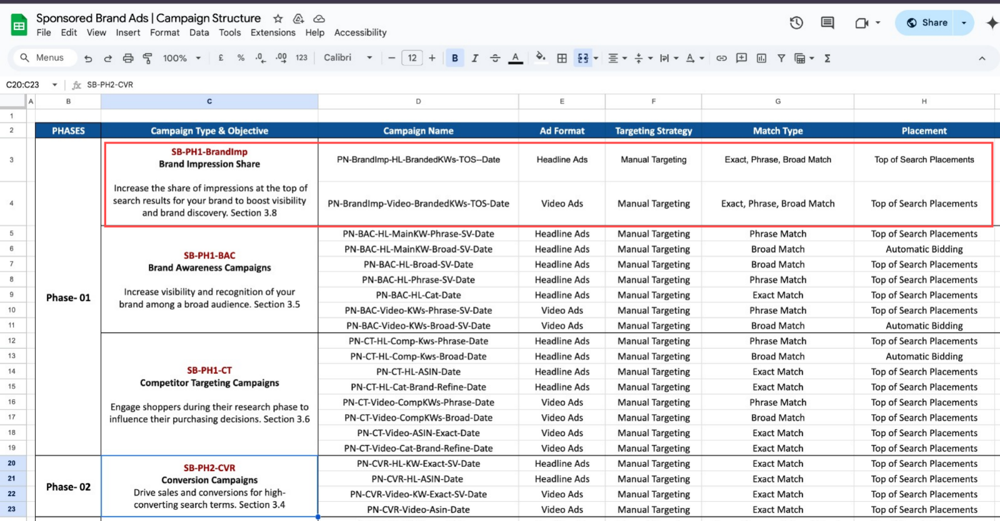 Sponsored Brand Ads | Campaign Structure
File Edit View Insert Format Data Tools Extensions Help Accessibility
Share
Menus 100% £ % .0 .00 123 Calibri 12 B I S A Σ
C20:C23 fx SB-PH2-CVR
A B C D E F G H
1
2 PHASES Campaign Type & Objective Campaign Name Ad Format Targeting Strategy Match Type Placement
Phase- 01
SB-PH1-BrandImp
Brand Impression Share
Increase the share of impressions at the top of
search results for your brand to boost visibility
and brand discovery. Section 3.8
3 PN-BrandImp-HL-BrandedKWs-TOS--Date Headline Ads Manual Targeting Exact, Phrase, Broad Match Top of Search Placements
4 PN-BrandImp-Video-BrandedKWs-TOS-Date Video Ads Manual Targeting Exact, Phrase, Broad Match Top of Search Placements
SB-PH1-BAC
Brand Awareness Campaigns
Increase visibility and recognition of your
brand among a broad audience. Section 3.5
5 PN-BAC-HL-MainKW-Phrase-SV-Date Headline Ads Manual Targeting Phrase Match Top of Search Placements
6 PN-BAC-HL-MainKW-Broad-SV-Date Headline Ads Manual Targeting Broad Match Automatic Bidding
7 PN-BAC-HL-Broad-SV-Date Headline Ads Manual Targeting Broad Match Top of Search Placements
8 PN-BAC-HL-Phrase-SV-Date Headline Ads Manual Targeting Phrase Match Top of Search Placements
9 PN-BAC-HL-Cat-Date Headline Ads Manual Targeting Exact Match Top of Search Placements
10 PN-BAC-Video-KWs-Phrase-SV-Date Video Ads Manual Targeting Phrase Match Top of Search Placements
11 PN-BAC-Video-KWs-Broad-SV-Date Video Ads Manual Targeting Broad Match Automatic Bidding
SB-PH1-CT
Competitor Targeting Campaigns
Engage shoppers during their research phase to
influence their purchasing decisions. Section 3.6
12 PN-CT-HL-Comp-Kws-Phrase-Date Headline Ads Manual Targeting Phrase Match Top of Search Placements
13 PN-CT-HL-Comp-Kws-Broad-Date Headline Ads Manual Targeting Broad Match Automatic Bidding
14 PN-CT-HL-ASIN-Date Headline Ads Manual Targeting Exact Match Top of Search Placements
15 PN-CT-HL-Cat-Brand-Refine-Date Headline Ads Manual Targeting Exact Match Top of Search Placements
16 PN-CT-Video-CompKWs-Phrase-Date Video Ads Manual Targeting Phrase Match Top of Search Placements
17 PN-CT-Video-CompKWs-Broad-Date Video Ads Manual Targeting Broad Match Top of Search Placements
18 PN-CT-Video-ASIN-Exact-Date Video Ads Manual Targeting Exact Match Top of Search Placements
19 PN-CT-Video-Cat-Brand-Refine-Date Video Ads Manual Targeting Exact Match Top of Search Placements
Phase- 02
SB-PH2-CVR
Conversion Campaigns
Drive sales and conversions for high-
converting search terms. Section 3.4
20 PN-CVR-HL-KW-Exact-SV-Date Headline Ads Manual Targeting Exact Match Top of Search Placements
21 PN-CVR-HL-ASIN-Date Headline Ads Manual Targeting Exact Match Top of Search Placements
22 PN-CVR-Video-KW-Exact-SV-Date Video Ads Manual Targeting Exact Match Top of Search Placements
23 PN-CVR-Video-Asin-Date Video Ads Manual Targeting Exact Match Top of Search Placements